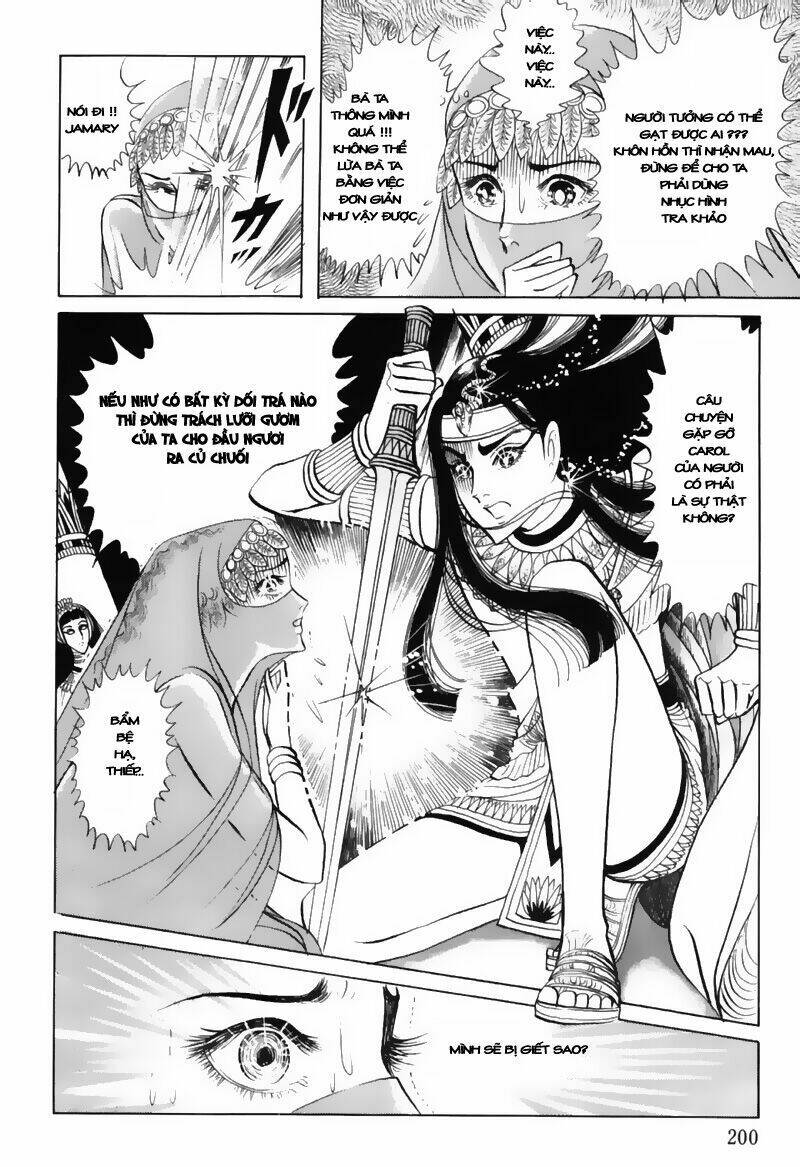 VIỆC
NÀY...
VIỆC
NÀY...
NGƯỜI TƯỞNG CÓ THỂ
GẠT ĐƯỢC AI ???
KHÔN HỒN THÌ NHẬN MAU,
ĐỪNG ĐỂ CHO TA
PHẢI DÙNG
NHỤC HÌNH
TRA KHẢO
BÀ TA
THÔNG MINH
QUÁ !!!
KHÔNG THỂ
LỪA BÀ TA
BẰNG VIỆC
ĐƠN GIẢN
NHƯ VẬY ĐƯỢC
NÓI ĐI !!
JAMARY
ガッ
NẾU NHƯ CÓ BẤT KỲ DỐI TRÁ NÀO
THÌ ĐỪNG TRÁCH LƯỠI GƯƠM
CỦA TA CHO ĐẦU NGƯƠI
RA CỦ CHUỐI
CÂU
CHUYỆN
GẶP GỠ
CAROL
CỦA NGƯỜI
CÓ PHẢI
LÀ SỰ THẬT
KHÔNG?
BẨM
BỆ
HẠ,
THIẾP...
MÌNH SẼ BỊ GIẾT SAO?
200